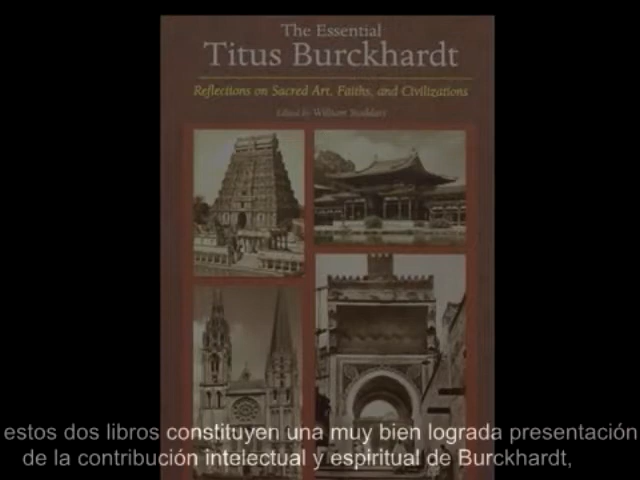 The Essential
Titus Burckhardt
Reflections on Sacred Art, Faiths, and Civilizations
Edited by William Stoddart
estos dos libros constituyen una muy bien lograda presentación
de la contribución intelectual y espiritual de Burckhardt,